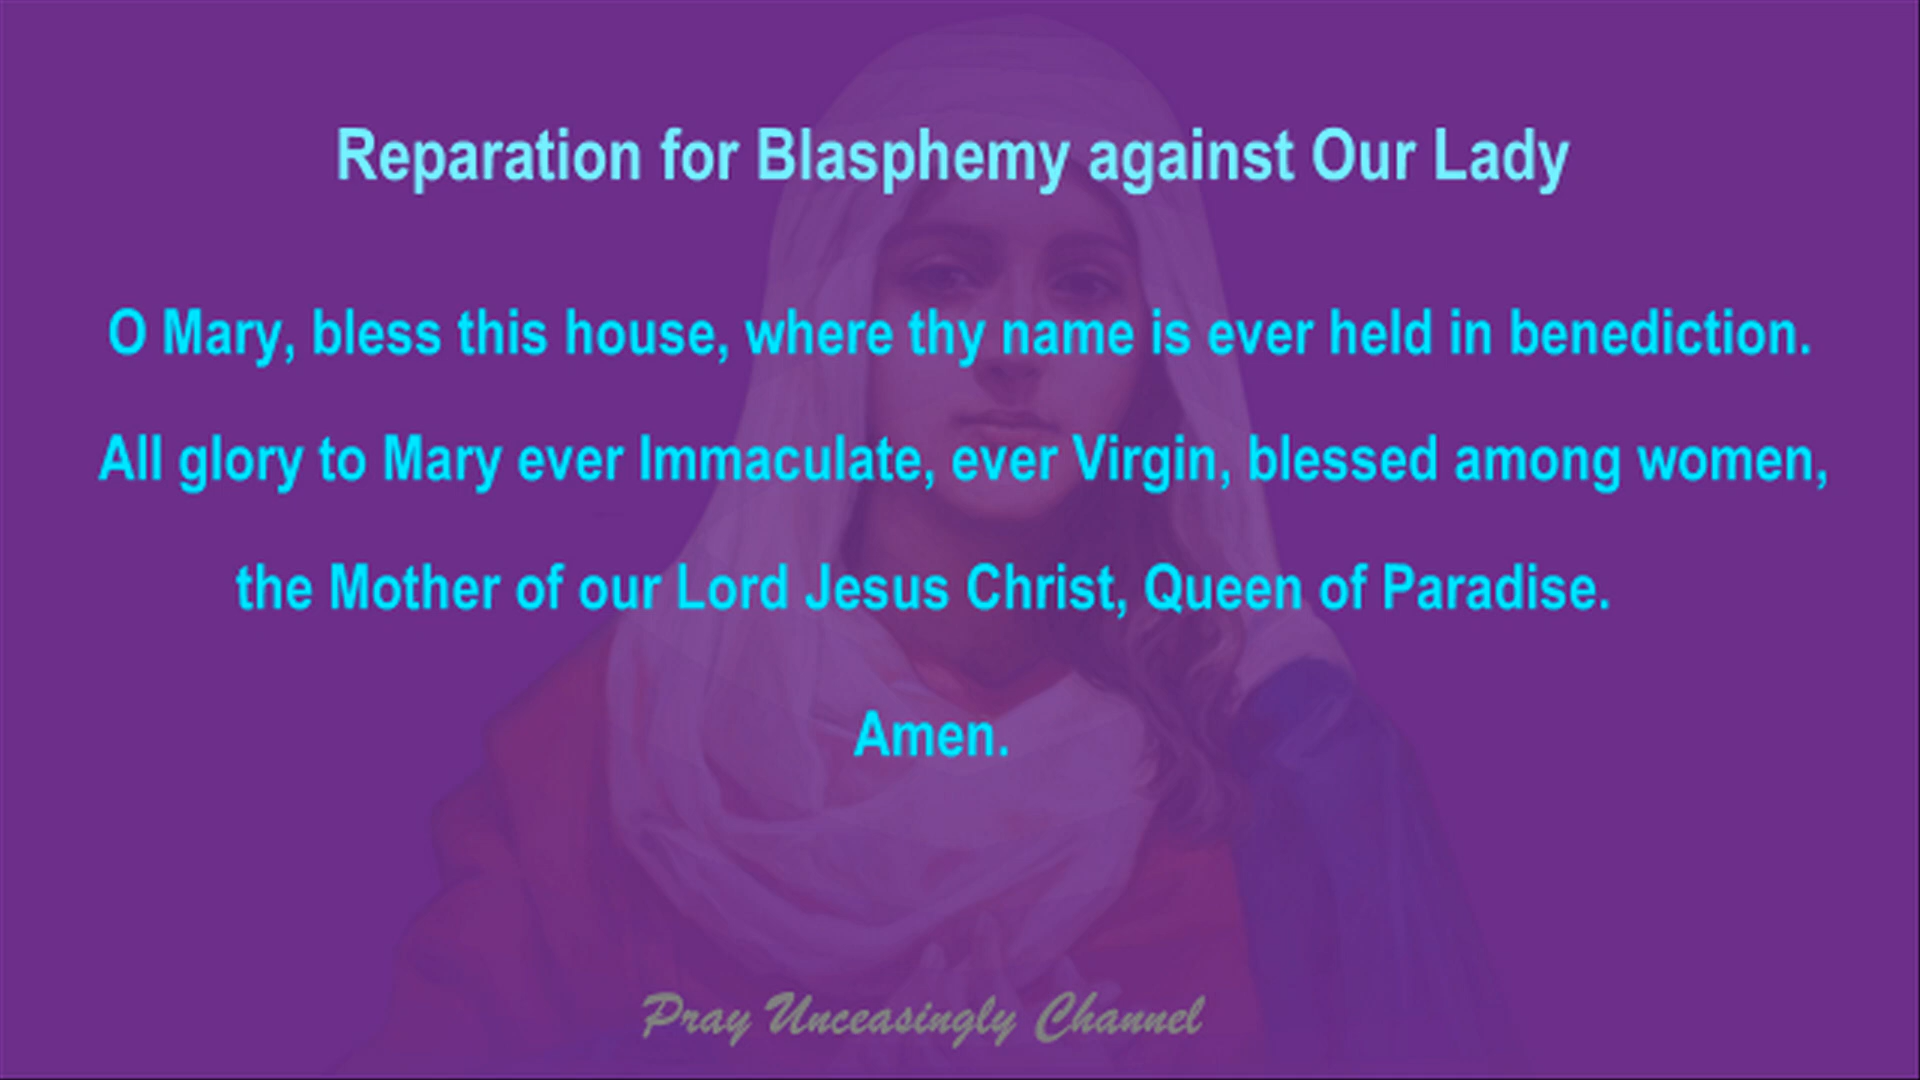 Reparation for Blasphemy against Our Lady
O Mary, bless this house, where thy name is ever held in benediction.
All glory to Mary ever Immaculate, ever Virgin, blessed among women,
the Mother of our Lord Jesus Christ, Queen of Paradise.
Amen.
Pray Unceasingly Channel